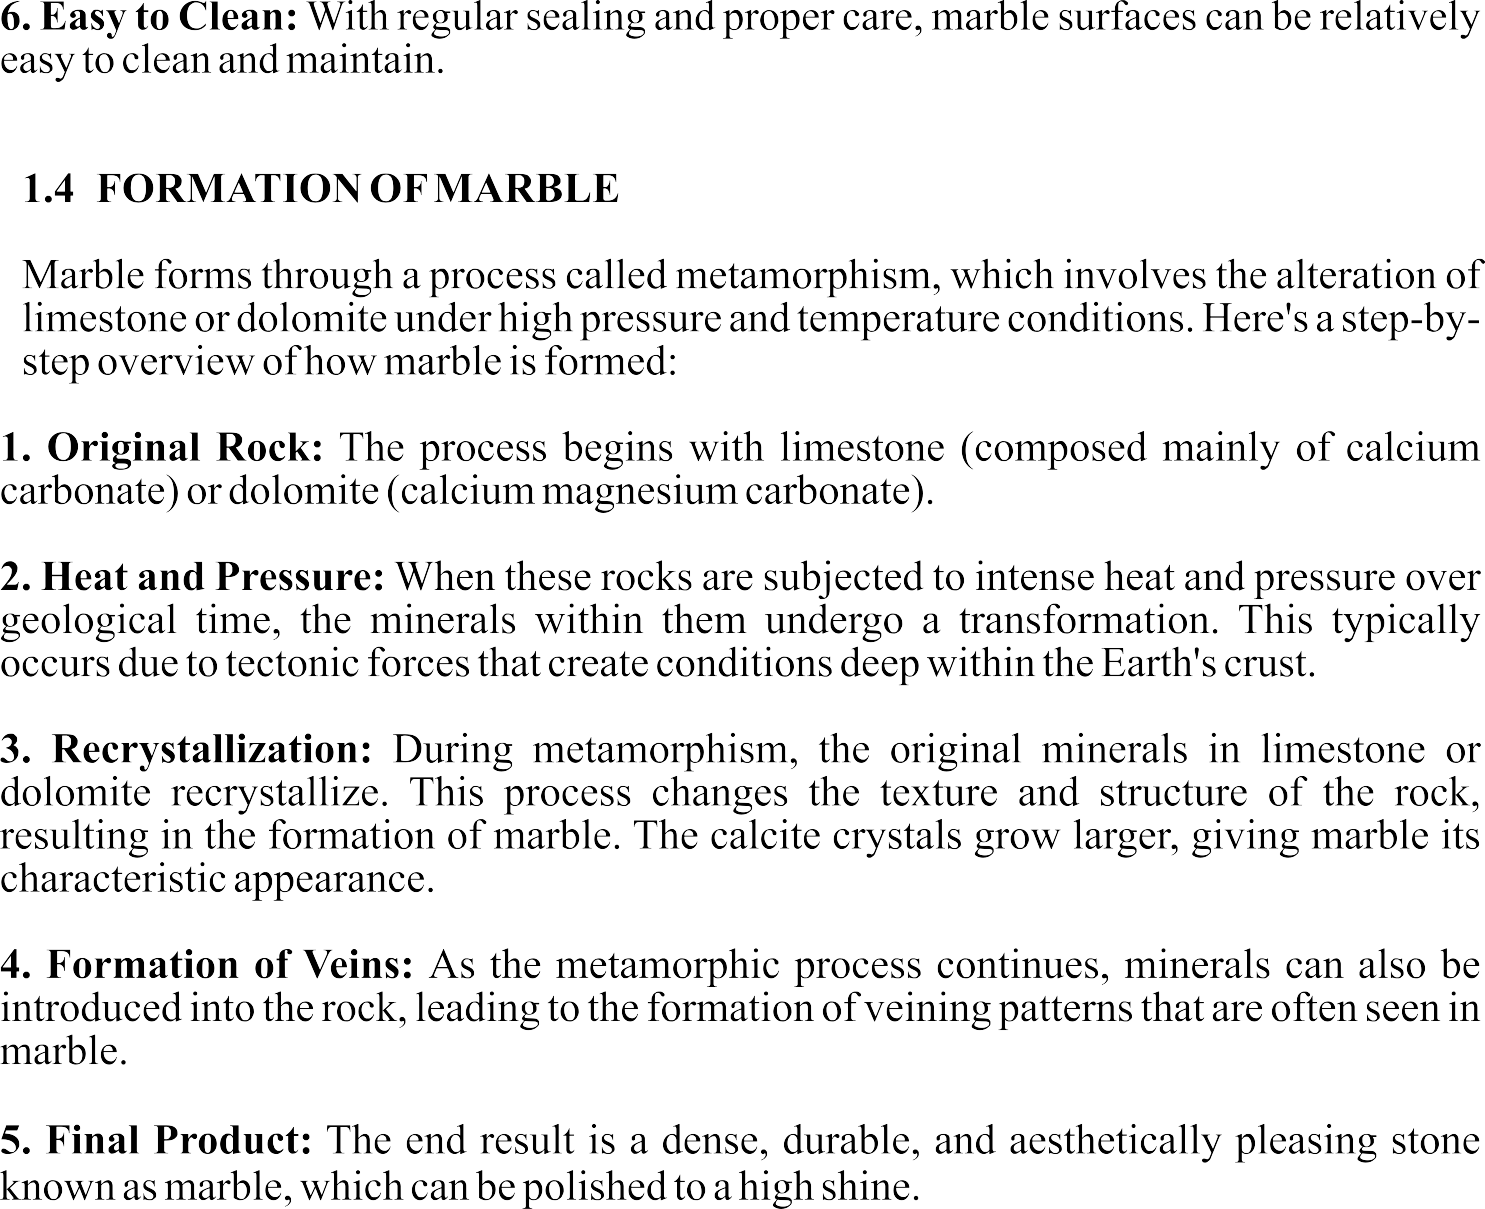 6. Easy to Clean: With regular sealing and proper care, marble surfaces can be relatively
easy to clean and maintain.
1.4 FORMATION OF MARBLE
Marble forms through a process called metamorphism, which involves the alteration of
limestone or dolomite under high pressure and temperature conditions. Here's a step-by-
step overview of how marble is formed:
1. Original Rock: The process begins with limestone (composed mainly of calcium
carbonate) or dolomite (calcium magnesium carbonate).
2. Heat and Pressure: When these rocks are subjected to intense heat and pressure over
geological time, the minerals within them undergo a transformation. This typically
occurs due to tectonic forces that create conditions deep within the Earth's crust.
3. Recrystallization: During metamorphism, the original minerals in limestone or
dolomite recrystallize. This process changes the texture and structure of the rock,
resulting in the formation of marble. The calcite crystals grow larger, giving marble its
characteristic appearance.
4. Formation of Veins: As the metamorphic process continues, minerals can also be
introduced into the rock, leading to the formation of veining patterns that are often seen in
marble.
5. Final Product: The end result is a dense, durable, and aesthetically pleasing stone
known as marble, which can be polished to a high shine.